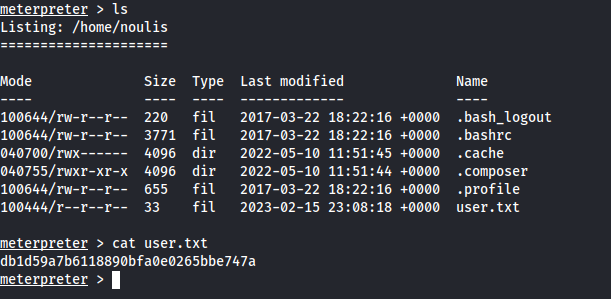 meterpreter > ls
Listing: /home/noulis
=====================

Mode              Size  Type  Last modified              Name
----              ----  ----  -------------              ----
100644/rw-r--r--  220   fil   2017-03-22 18:22:16 +0000  .bash_logout
100644/rw-r--r--  3771  fil   2017-03-22 18:22:16 +0000  .bashrc
040700/rwx------  4096  dir   2022-05-10 11:51:45 +0000  .cache
040755/rwxr-xr-x  4096  dir   2022-05-10 11:51:44 +0000  .composer
100644/rw-r--r--  655   fil   2017-03-22 18:22:16 +0000  .profile
100444/r--r--r--  33    fil   2023-02-15 23:08:18 +0000  user.txt

meterpreter > cat user.txt
db1d59a7b6118890bfa0e0265bbe747a
meterpreter >